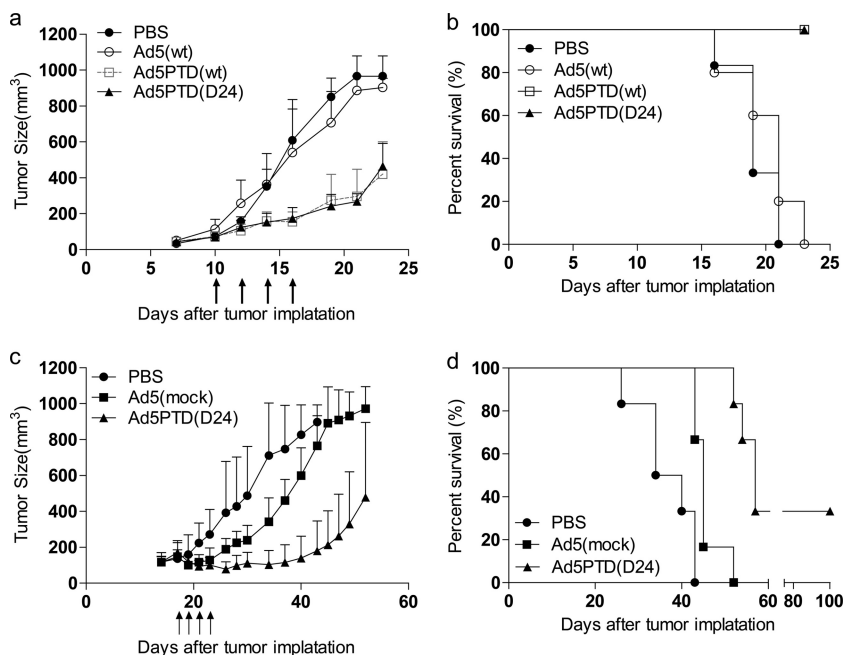 a
1200
1000
800
600
400
200
0
Tumor Size(mm3)
PBS
Ad5(wt)
Ad5PTD(wt)
Ad5PTD(D24)
0 5 10 15 20 25
Days after tumor implatation
b
100
80
60
40
20
0
Percent survival (%)
PBS
Ad5(wt)
Ad5PTD(wt)
Ad5PTD(D24)
0 5 10 15 20 25
Days after tumor implatation
c
1200
1000
800
600
400
200
0
Tumor Size(mm3)
PBS
Ad5(mock)
Ad5PTD(D24)
0 20 40 60
Days after tumor implatation
d
100
80
60
40
20
0
Percent survival (%)
PBS
Ad5(mock)
Ad5PTD(D24)
0 20 40 60 80 100
Days after tumor implatation